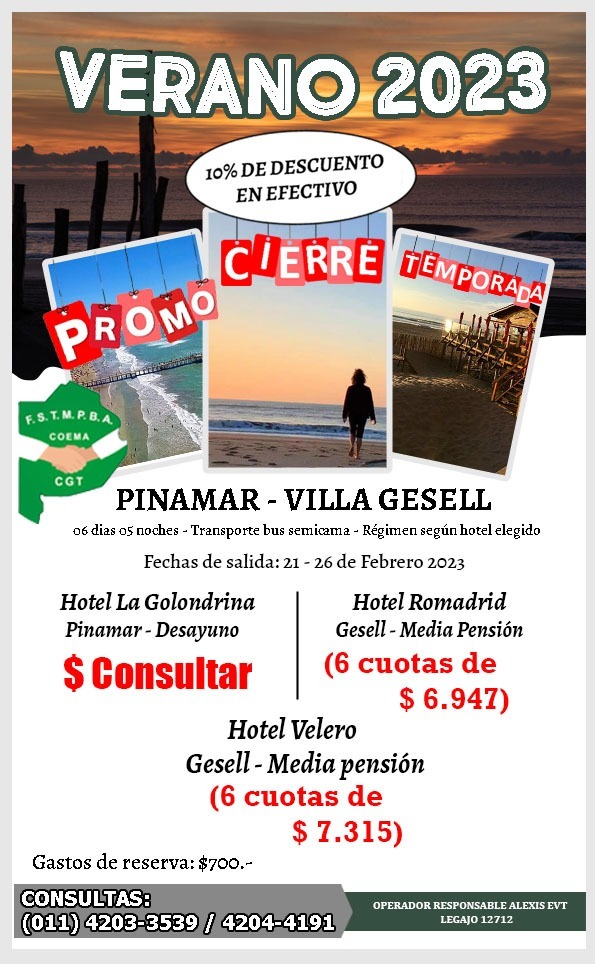 VERANO 2023
10% DE DESCUENTO
EN EFECTIVO
PROMO
CIERRE
TEMPORADA
F.S.T.M.P.B.A.
COEMA
CGT
PINAMAR - VILLA GESELL
06 dias 05 noches - Transporte bus semicama - Régimen según hotel elegido
Fechas de salida: 21 - 26 de Febrero 2023
Hotel La Golondrina
Pinamar - Desayuno
$ Consultar
Hotel Romadrid
Gesell - Media Pensión
(6 cuotas de
$ 6.947)
Hotel Velero
Gesell - Media pensión
(6 cuotas de
$ 7.315)
Gastos de reserva: $700.-
CONSULTAS:
(011) 4203-3539 / 4204-4191
OPERADOR RESPONSABLE ALEXIS EVT
LEGAJO 12712